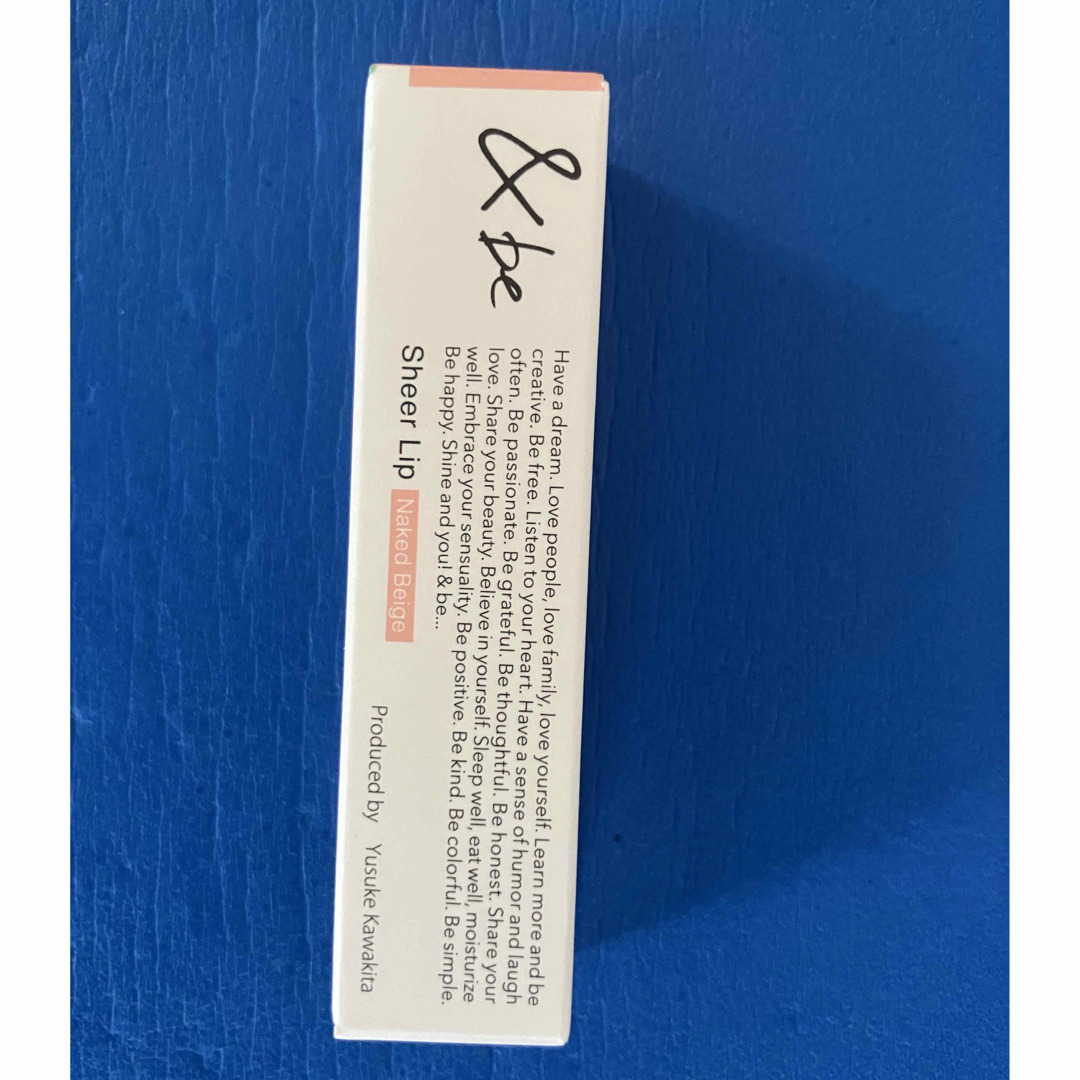 & be
Have a dream. Love people, love family, love yourself. Learn more and be
creative. Be free. Listen to your heart. Have a sense of humor and laugh
often. Be passionate. Be grateful. Be thoughtful. Be honest. Share your
love. Share your beauty. Believe in yourself. Sleep well, eat well, moisturize
well. Embrace your sensuality. Be positive. Be kind. Be colorful. Be simple.
Be happy. Shine and you! & be...
Sheer Lip Naked Beige
Produced by Yusuke Kawakita